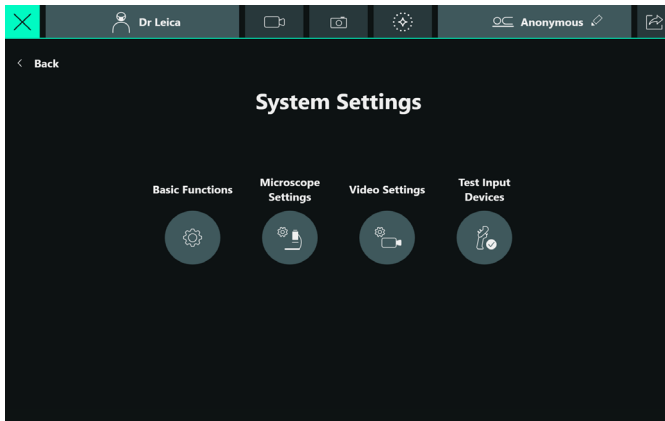 Dr Leica
Anonymous
Back
System Settings
Basic Functions
Microscope
Settings
Video Settings
Test Input
Devices